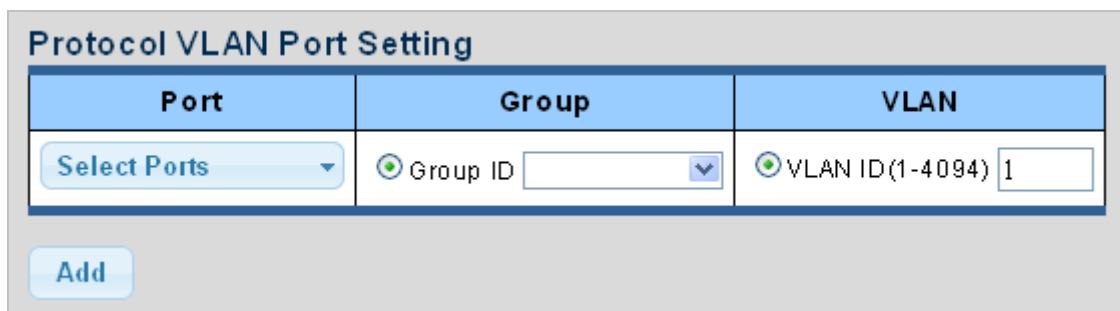 Protocol VLAN Port Setting
Port Group VLAN
Select Ports Group ID VLAN ID(1-4094) 1
Add